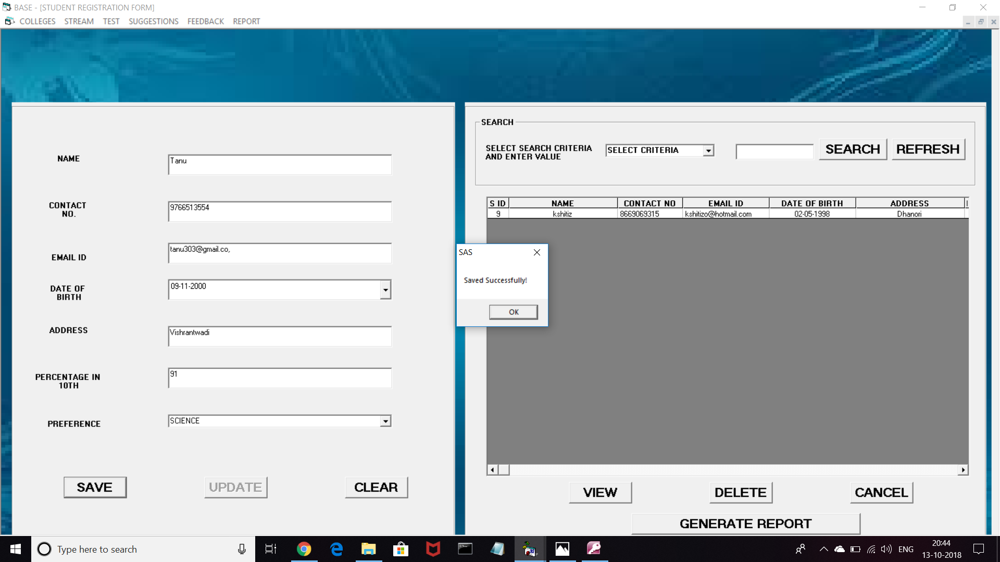 BASE - [STUDENT REGISTRATION FORM]
COLLEGES STREAM TEST SUGGESTIONS FEEDBACK REPORT
NAME
Tanu
CONTACT
NO.
9766513554
EMAIL ID
tanu303@gmail.co,
DATE OF
BIRTH
09-11-2000
ADDRESS
Vishrantwadi
PERCENTAGE IN
10TH
91
PREFERENCE
SCIENCE
SAVE UPDATE CLEAR
SEARCH
SELECT SEARCH CRITERIA
AND ENTER VALUE
SELECT CRITERIA
SEARCH REFRESH
S ID NAME CONTACT NO EMAIL ID DATE OF BIRTH ADDRESS
9 kshitiz 8669069315 kshitizo@hotmail.com 02-05-1998 Dhanori
SAS
Saved Successfully!
OK
VIEW DELETE CANCEL
GENERATE REPORT
Type here to search
ENG
20:44
13-10-2018